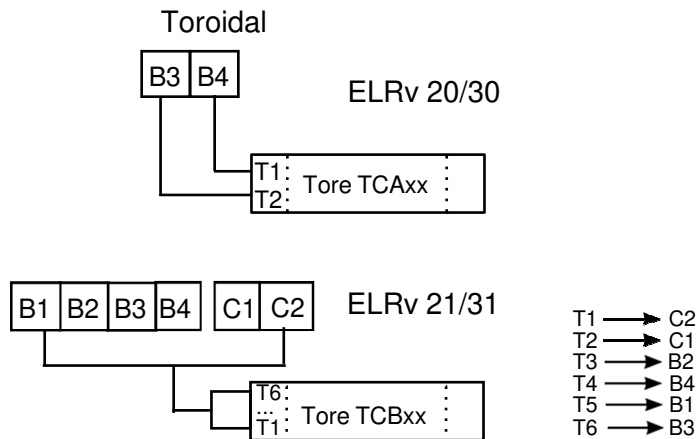 Toroidal
B3 B4
ELRv 20/30
T1
T2
Tore TCAxx
B1 B2 B3 B4 C1 C2
ELRv 21/31
T6
...
T1
Tore TCBxx
T1 C2
T2 C1
T3 B2
T4 B4
T5 B1
T6 B3